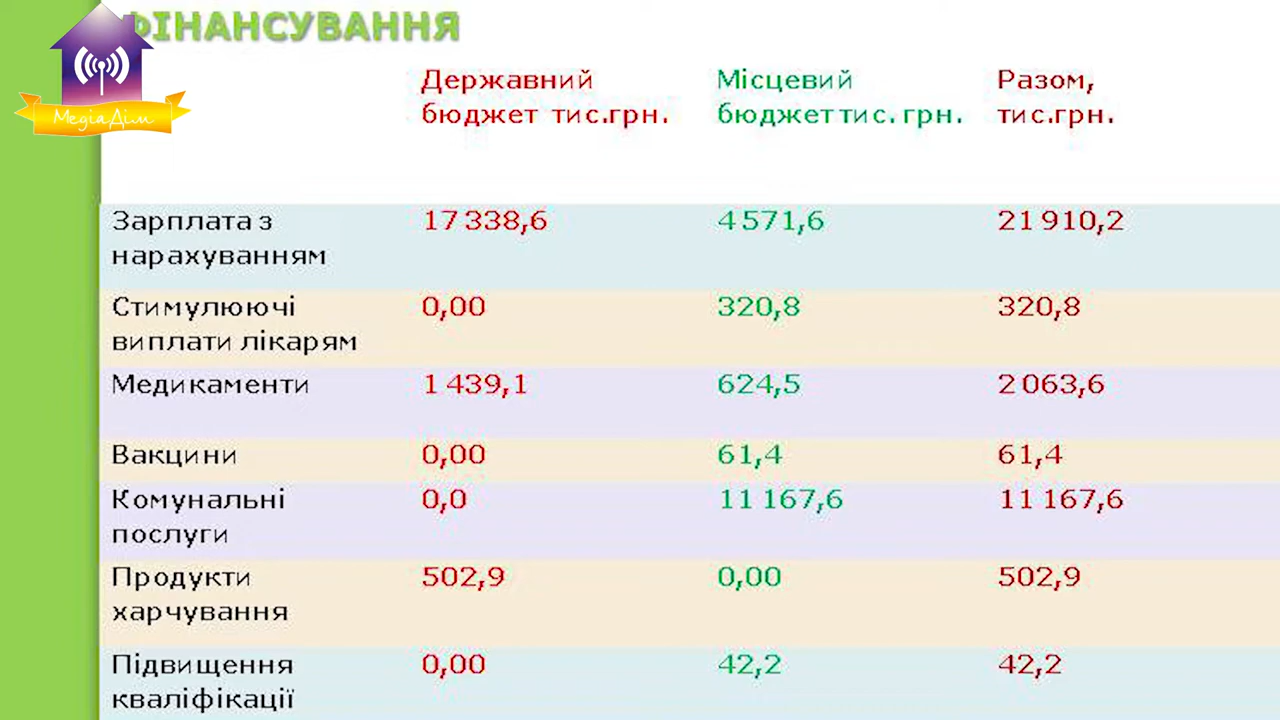 ФІНАНСУВАННЯ
МедіаДім
Державний бюджет тис.грн.
Місцевий бюджет тис. грн.
Разом, тис.грн.
Зарплата з нарахуванням 17 338,6 4 571,6 21 910,2
Стимулюючі виплати лікарям 0,00 320,8 320,8
Медикаменти 1 439,1 624,5 2 063,6
Вакцини 0,00 61,4 61,4
Комунальні послуги 0,0 11 167,6 11 167,6
Продукти харчування 502,9 0,00 502,9
Підвищення кваліфікації 0,00 42,2 42,2